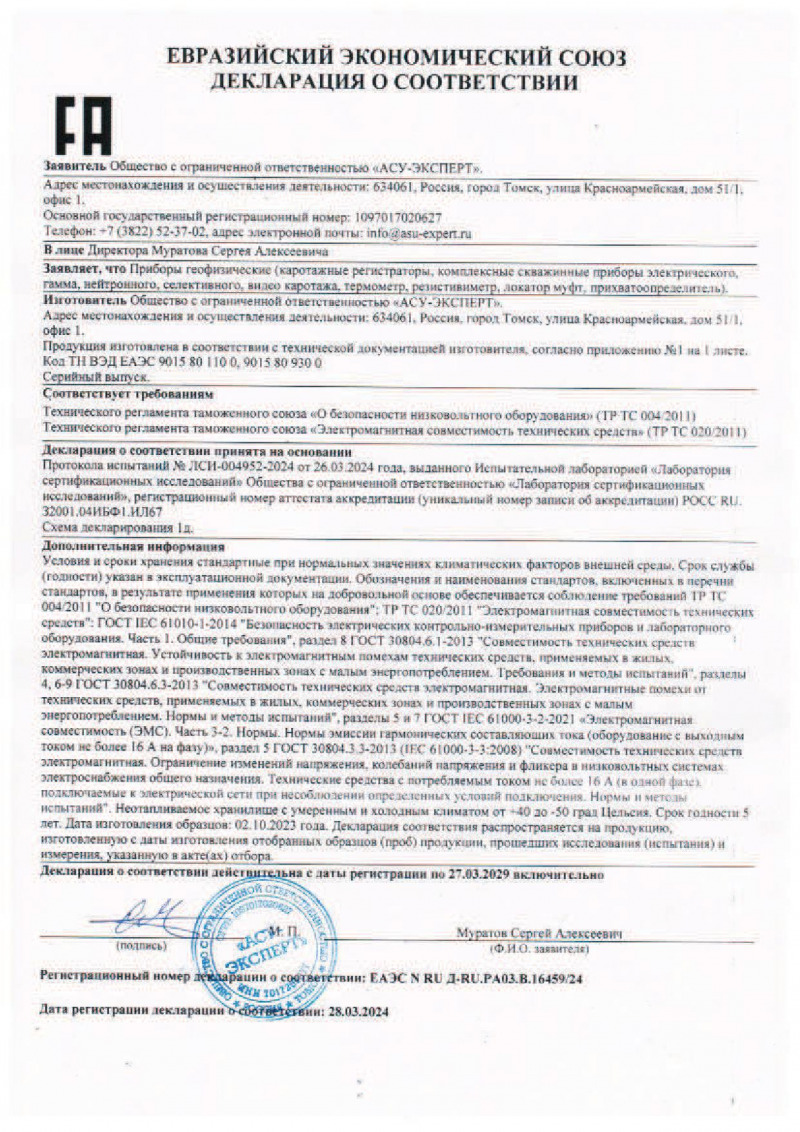 ЕВРАЗИЙСКИЙ ЭКОНОМИЧЕСКИЙ СОЮЗ
ДЕКЛАРАЦИЯ О СООТВЕТСТВИИ
ЕАС
Заявитель Общество с ограниченной ответственностью «АСУ-ЭКСПЕРТ».
Адрес местонахождения и осуществления деятельности: 634061, Россия, город Томск, улица Красноармейская, дом 51/1,
офис 1.
Основной государственный регистрационный номер: 1097017020627
Телефон: +7 (3822) 52-37-02, адрес электронной почты: info@asu-expert.ru
В лице Директора Муратова Сергея Алексеевича
Заявляет, что Приборы геофизические (каротажные регистраторы, комплексные скважинные приборы электрического,
гамма, нейтронного, селективного, видео каротажа, термометр, резистивиметр, локатор муфт, прихватоопределитель).
Изготовитель Общество с ограниченной ответственностью «АСУ-ЭКСПЕРТ».
Адрес местонахождения и осуществления деятельности: 634061, Россия, город Томск, улица Красноармейская, дом 51/1,
офис 1.
Продукция изготовлена в соответствии с технической документацией изготовителя, согласно приложению №1 на 1 листе.
Код ТН ВЭД ЕАЭС 9015 80 110 0, 9015 80 930 0
Серийный выпуск.
Соответствует требованиям
Технического регламента таможенного союза «О безопасности низковольтного оборудования» (ТР ТС 004/2011)
Технического регламента таможенного союза «Электромагнитная совместимость технических средств» (ТР ТС 020/2011)
Декларация о соответствии принята на основании
Протокола испытаний № ЛСИ-004952-2024 от 26.03.2024 года, выданного Испытательной лабораторией «Лаборатория
сертификационных исследований» Общества с ограниченной ответственностью «Лаборатория сертификационных
исследований», регистрационный номер аттестата аккредитации (уникальный номер записи об аккредитации) РОСС RU.
32001.04ИБФ1.ИЛ67
Схема декларирования 1д.
Дополнительная информация
Условия и сроки хранения стандартные при нормальных значениях климатических факторов внешней среды. Срок службы
(годности) указан в эксплуатационной документации. Обозначения и наименования стандартов, включенных в перечни
стандартов, в результате применения которых на добровольной основе обеспечивается соблюдение требований ТР ТС
004/2011 "О безопасности низковольтного оборудования"; ТР ТС 020/2011 "Электромагнитная совместимость технических
средств": ГОСТ IEC 61010-1-2014 "Безопасность электрических контрольно-измерительных приборов и лабораторного
оборудования. Часть 1. Общие требования", раздел 8 ГОСТ 30804.6.1-2013 "Совместимость технических средств
электромагнитная. Устойчивость к электромагнитным помехам технических средств, применяемых в жилых,
коммерческих зонах и производственных зонах с малым энергопотреблением. Требования и методы испытаний", разделы
4, 6-9 ГОСТ 30804.6.3-2013 "Совместимость технических средств электромагнитная. Электромагнитные помехи от
технических средств, применяемых в жилых, коммерческих зонах и производственных зонах с малым
энергопотреблением. Нормы и методы испытаний", разделы 5 и 7 ГОСТ IEC 61000-3-2-2021 «Электромагнитная
совместимость (ЭМС). Часть 3-2. Нормы. Нормы эмиссии гармонических составляющих тока (оборудование с выходным
током не более 16 А на фазу)», раздел 5 ГОСТ 30804.3.3-2013 (IEC 61000-3-3:2008) "Совместимость технических средств
электромагнитная. Ограничение изменений напряжения, колебаний напряжения и фликера в низковольтных системах
электроснабжения общего назначения. Технические средства с потребляемым током не более 16 А (в одной фазе),
подключаемые к электрической сети при несоблюдении определенных условий подключения. Нормы и методы
испытаний". Неотапливаемое хранилище с умеренным и холодным климатом от +40 до -50 град Цельсия. Срок годности 5
лет. Дата изготовления образцов: 02.10.2023 года. Декларация соответствия распространяется на продукцию,
изготовленную с даты изготовления отобранных образцов (проб) продукции, прошедших исследования (испытания) и
измерения, указанную в акте(ах) отбора.
Декларация о соответствии действительна с даты регистрации по 27.03.2029 включительно
М. П.
«АСУ-
ЭКСПЕРТ»
Муратов Сергей Алексеевич
(подпись)
(Ф.И.О. заявителя)
Регистрационный номер декларации о соответствии: ЕАЭС N RU Д-RU.РА03.В.16459/24
Дата регистрации декларации о соответствии: 28.03.2024